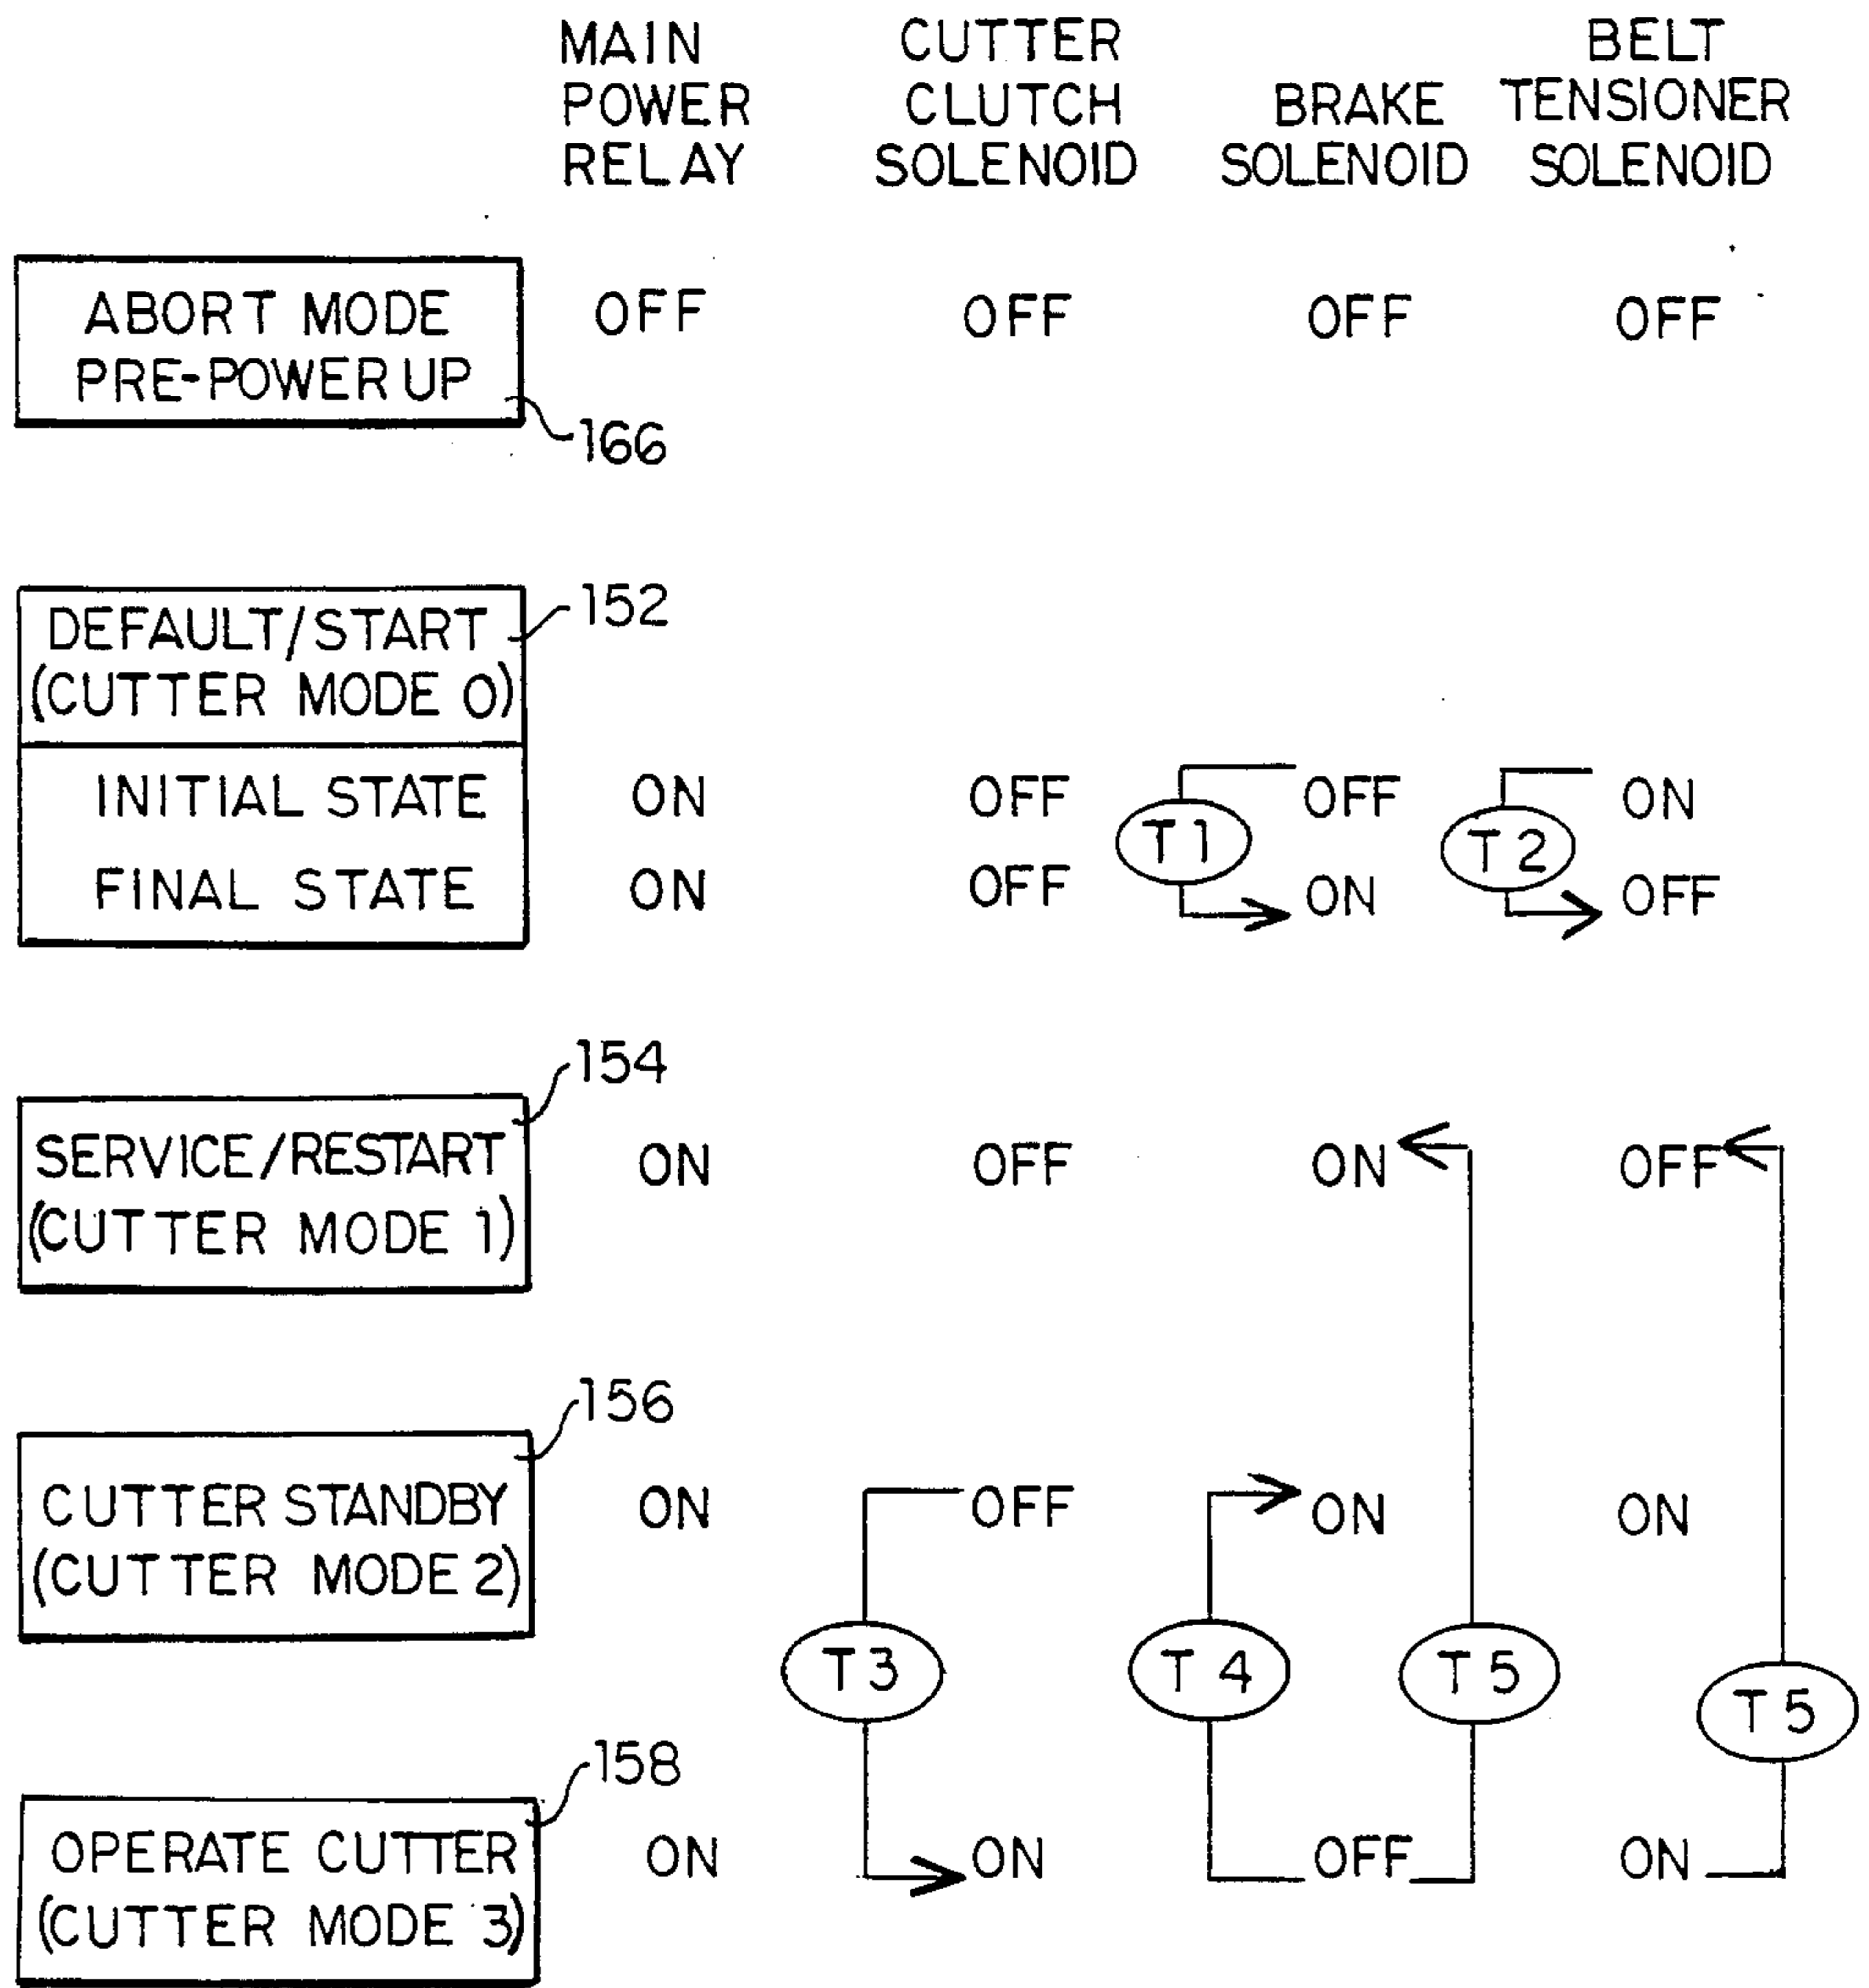 MAIN POWER RELAY
CUTTER CLUTCH SOLENOID
BRAKE SOLENOID
BELT TENSIONER SOLENOID
ABORT MODE OFF OFF OFF OFF
PRE-POWER UP
166
152
DEFAULT/START
(CUTTER MODE 0)
INITIAL STATE ON OFF OFF ON
T1 T2
FINAL STATE ON OFF ON OFF
154
SERVICE/RESTART ON OFF ON OFF
(CUTTER MODE 1)
156
CUTTER STANDBY ON OFF ON ON
(CUTTER MODE 2)
T3 T4 T5 T5
158
OPERATE CUTTER ON ON OFF ON
(CUTTER MODE 3)